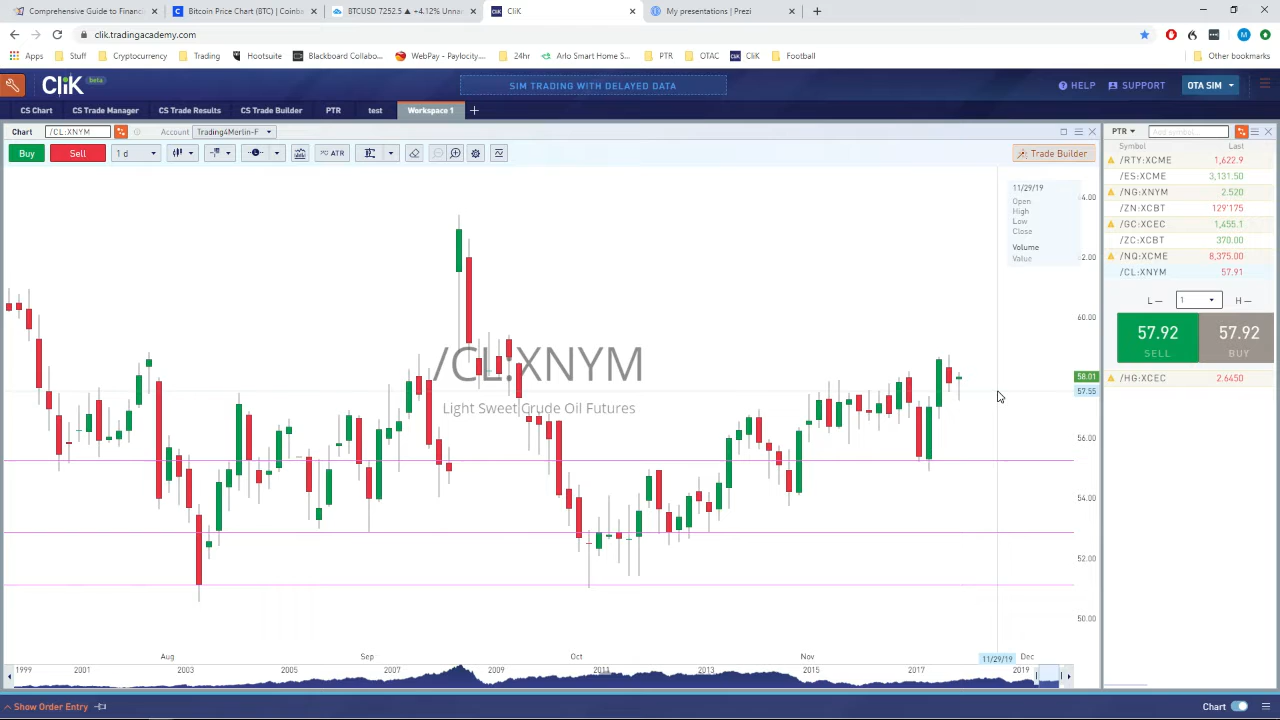 Comprehensive Guide to Financi
Bitcoin Price Chart (BTC) | Coinba
BTCUSD 7252.5 ▲ +4.12% Unna
CliK
My presentations | Prezi
clik.tradingacademy.com
Apps Stuff Cryptocurrency Trading Hootsuite Blackboard Collabo... WebPay - Paylocity... 24hr Arlo Smart Home S... PTR OTAC CliK Football Other bookmarks
CliK beta
SIM TRADING WITH DELAYED DATA
HELP SUPPORT OTA SIM
CS Chart CS Trade Manager CS Trade Results CS Trade Builder PTR test Workspace 1 +
Chart /CL:XNYM Account Trading4Merlin-F
Buy Sell 1 d ATR Trade Builder
11/29/19
Open
High
Low
Close
Volume
Value
/CL:XNYM
Light Sweet Crude Oil Futures
64.00
62.00
60.00
58.01
57.55
56.00
54.00
52.00
50.00
Aug Sep Oct Nov 11/29/19 Dec
1999 2001 2003 2005 2007 2009 2011 2013 2015 2017 2019
PTR Add symbol...
Symbol Last
/RTY:XCME 1,622.9
/ES:XCME 3,131.50
/NG:XNYM 2.520
/ZN:XCBT 129'175
/GC:XCEC 1,455.1
/ZC:XCBT 370.00
/NQ:XCME 8,375.00
/CL:XNYM 57.91
L — 1 H —
57.92 57.92
SELL BUY
/HG:XCEC 2.6450
Show Order Entry
Chart